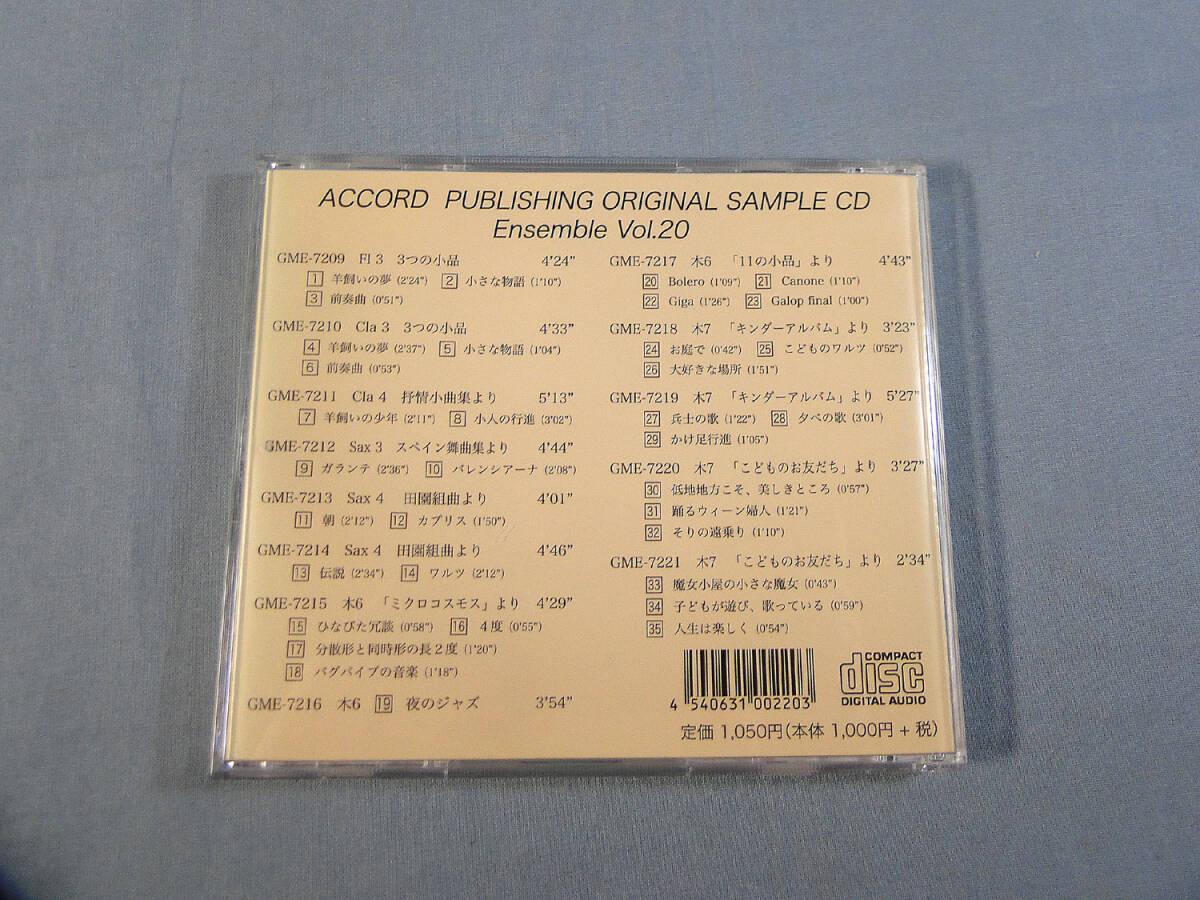 ACCORD PUBLISHING ORIGINAL SAMPLE CD
Ensemble Vol.20
GME-7209 Fl 3 3つの小品 4'24"
1 羊飼いの夢 (2'24") 2 小さな物語 (1'10")
3 前奏曲 (0'51")
GME-7210 Cla 3 3つの小品 4'33"
4 羊飼いの夢 (2'37") 5 小さな物語 (1'04")
6 前奏曲 (0'53")
GME-7211 Cla 4 抒情小曲集より 5'13"
7 羊飼いの少年 (2'11") 8 小人の行進 (3'02")
GME-7212 Sax 3 スペイン舞曲集より 4'44"
9 ガランテ (2'36") 10 バレンシアーナ (2'08")
GME-7213 Sax 4 田園組曲より 4'01"
11 朝 (2'12") 12 カプリス (1'50")
GME-7214 Sax 4 田園組曲より 4'46"
13 伝説 (2'34") 14 ワルツ (2'12")
GME-7215 木6 「ミクロコスモス」より 4'29"
15 ひなびた冗談 (0'58") 16 4度 (0'55")
17 分散形と同時形の長2度 (1'20")
18 バグパイプの音楽 (1'18")
GME-7216 木6 19 夜のジャズ 3'54"
GME-7217 木6 「11の小品」より 4'43"
20 Bolero (1'09") 21 Canone (1'10")
22 Giga (1'26") 23 Galop final (1'00")
GME-7218 木7 「キンダーアルバム」より 3'23"
24 お庭で (0'42") 25 こどものワルツ (0'52")
26 大好きな場所 (1'51")
GME-7219 木7 「キンダーアルバム」より 5'27"
27 兵士の歌 (1'22") 28 夕べの歌 (3'01")
29 かけ足行進 (1'05")
GME-7220 木7 「こどものお友だち」より 3'27"
30 低地地方こそ、美しきところ (0'57")
31 踊るウィーン婦人 (1'21")
32 そりの遠乗り (1'10")
GME-7221 木7 「こどものお友だち」より 2'34"
33 魔女小屋の小さな魔女 (0'43")
34 子どもが遊び、歌っている (0'59")
35 人生は楽しく (0'54")
4 540631 002203
COMPACT
disc
DIGITAL AUDIO
定価 1,050円(本体 1,000円 + 税)